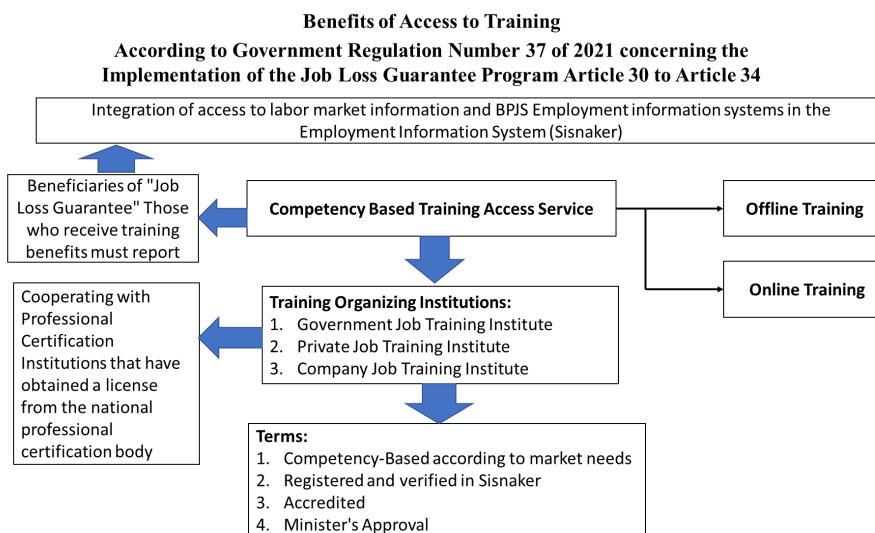 Benefits of Access to Training
According to Government Regulation Number 37 of 2021 concerning the
Implementation of the Job Loss Guarantee Program Article 30 to Article 34
Integration of access to labor market information and BPJS Employment information systems in the
Employment Information System (Sisnaker)
Beneficiaries of "Job
Loss Guarantee" Those
who receive training
benefits must report
Competency Based Training Access Service
Offline Training
Online Training
Cooperating with
Professional
Certification
Institutions that have
obtained a license
from the national
professional
certification body
Training Organizing Institutions:
1. Government Job Training Institute
2. Private Job Training Institute
3. Company Job Training Institute
Terms:
1. Competency-Based according to market needs
2. Registered and verified in Sisnaker
3. Accredited
4. Minister's Approval